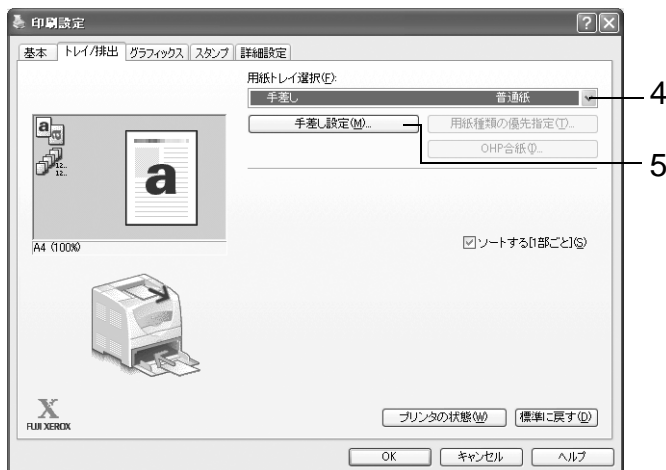 印刷設定
基本 トレイ/排出 グラフィックス スタンプ 詳細設定
用紙トレイ選択(F):
手差し 普通紙
4
手差し設定(M)... 用紙種類の優先指定(T)...
OHP合紙(I)...
5
a
a
12..
12..
A4 (100%)
ソートする[1部ごと](S)
X
FUJI XEROX
プリンタの状態(W) 標準に戻す(D)
OK キャンセル ヘルプ